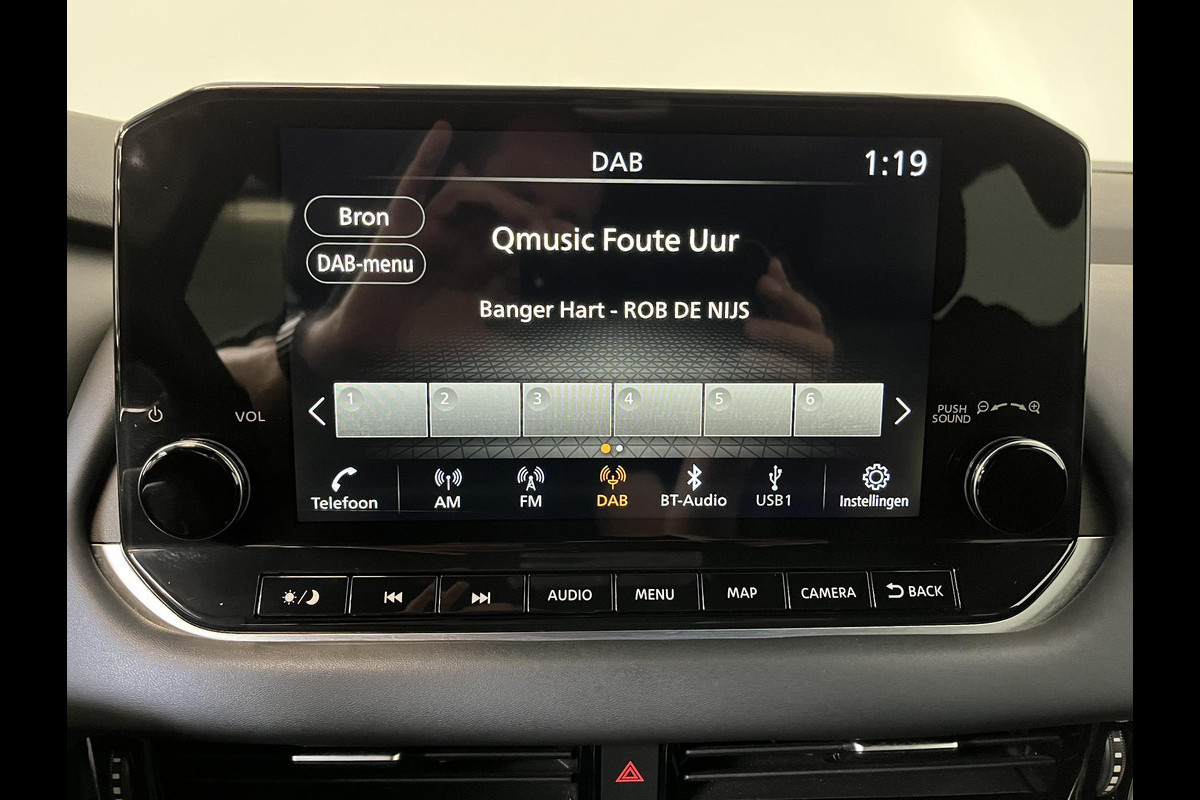 DAB
1:19
Bron
DAB-menu
Qmusic Foute Uur
Banger Hart - ROB DE NIJS
1 2 3 4 5 6
VOL
PUSH
SOUND
Telefoon AM FM DAB BT-Audio USB1 Instellingen
AUDIO MENU MAP CAMERA BACK